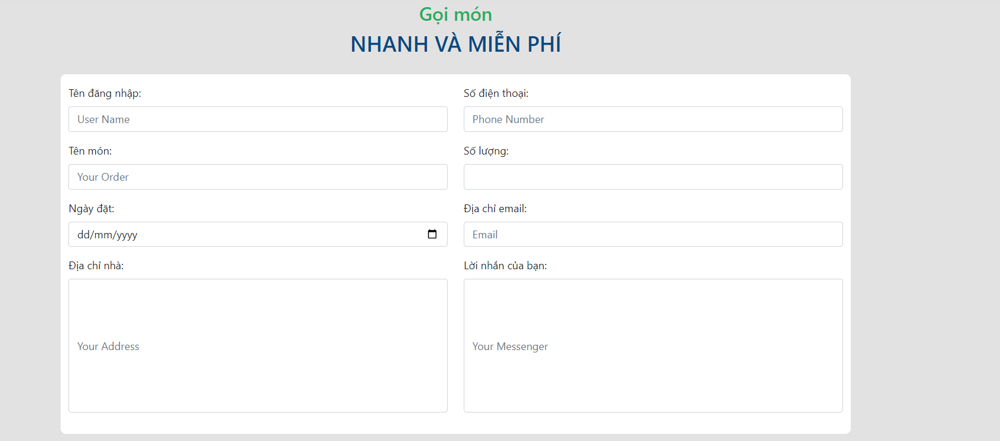 Gọi món
NHANH VÀ MIỄN PHÍ
Tên đăng nhập:
User Name
Số điện thoại:
Phone Number
Tên món:
Your Order
Số lượng:
Ngày đặt:
dd/mm/yyyy
Địa chỉ email:
Email
Địa chỉ nhà:
Your Address
Lời nhắn của bạn:
Your Messenger